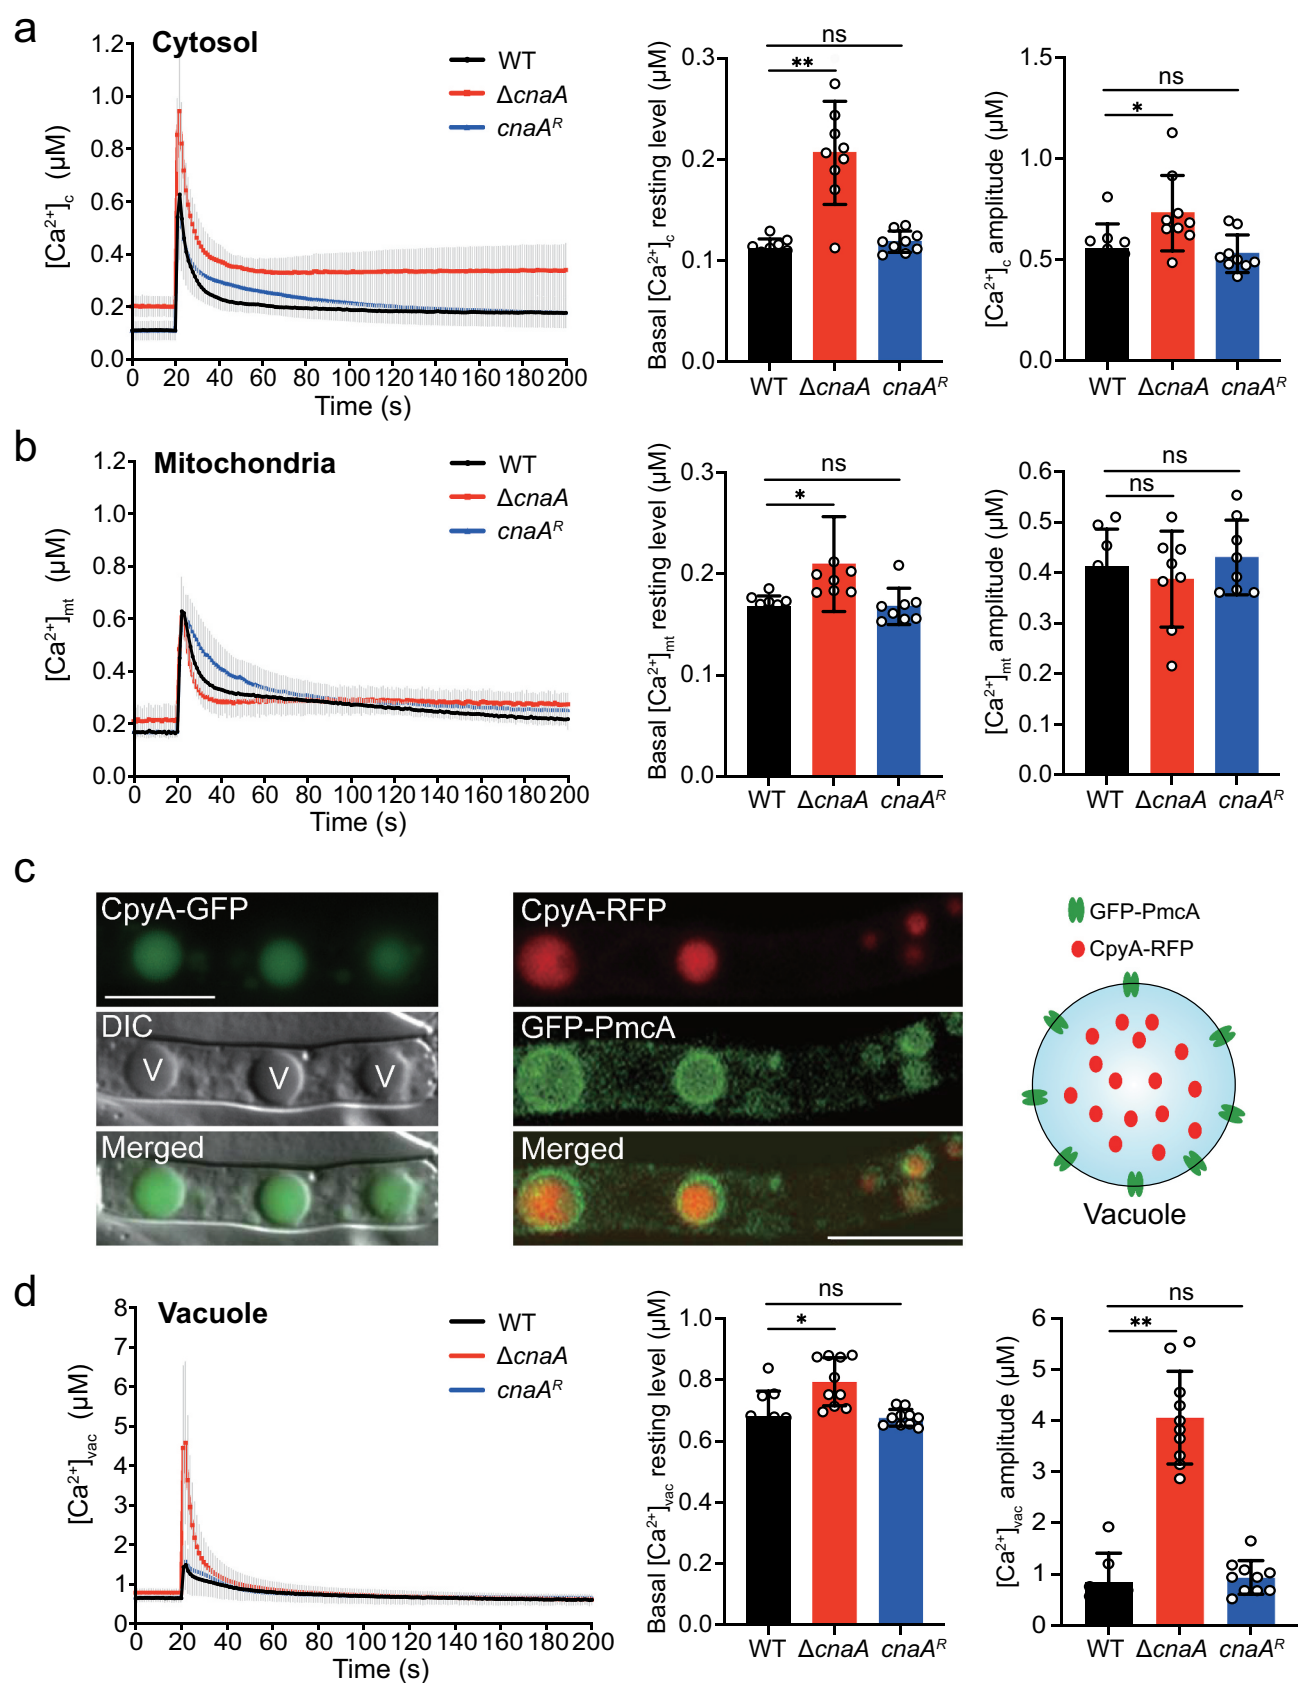 a
Cytosol
[Ca²⁺]c (µM)
1.2
1.0
0.8
0.6
0.4
0.2
0.0
0 20 40 60 80 100 120 140 160 180 200
Time (s)
WT
ΔcnaA
cnaAᴿ
Basal [Ca²⁺]c resting level (µM)
0.3
0.2
0.1
0.0
ns
**
WT ΔcnaA cnaAᴿ
[Ca²⁺]c amplitude (µM)
1.5
1.0
0.5
0.0
ns
*
WT ΔcnaA cnaAᴿ
b
Mitochondria
[Ca²⁺]mt (µM)
1.2
1.0
0.8
0.6
0.4
0.2
0.0
0 20 40 60 80 100 120 140 160 180 200
Time (s)
WT
ΔcnaA
cnaAᴿ
Basal [Ca²⁺]mt resting level (µM)
0.3
0.2
0.1
0.0
ns
*
WT ΔcnaA cnaAᴿ
[Ca²⁺]mt amplitude (µM)
0.6
0.5
0.4
0.3
0.2
0.1
0.0
ns
ns
WT ΔcnaA cnaAᴿ
c
CpyA-GFP
DIC
V V V
Merged
CpyA-RFP
GFP-PmcA
Merged
GFP-PmcA
CpyA-RFP
Vacuole
d
Vacuole
[Ca²⁺]vac (µM)
8
7
6
5
4
3
2
1
0
0 20 40 60 80 100 120 140 160 180 200
Time (s)
WT
ΔcnaA
cnaAᴿ
Basal [Ca²⁺]vac resting level (µM)
1.0
0.8
0.6
0.4
0.2
0.0
ns
*
WT ΔcnaA cnaAᴿ
[Ca²⁺]vac amplitude (µM)
6
5
4
3
2
1
0
ns
**
WT ΔcnaA cnaAᴿ